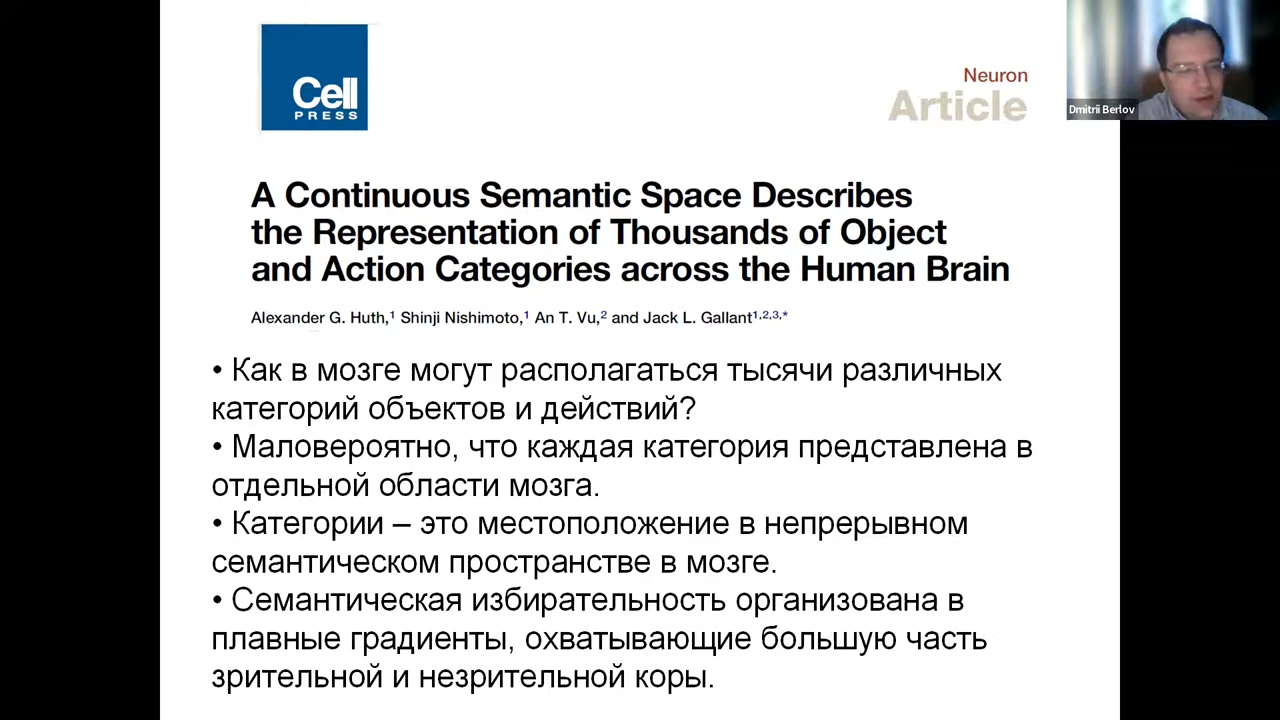 Cell
PRESS
Neuron
Article
Dmitrii Berlov
A Continuous Semantic Space Describes
the Representation of Thousands of Object
and Action Categories across the Human Brain
Alexander G. Huth,1 Shinji Nishimoto,1 An T. Vu,2 and Jack L. Gallant1,2,3,*
• Как в мозге могут располагаться тысячи различных
категорий объектов и действий?
• Маловероятно, что каждая категория представлена в
отдельной области мозга.
• Категории – это местоположение в непрерывном
семантическом пространстве в мозге.
• Семантическая избирательность организована в
плавные градиенты, охватывающие большую часть
зрительной и незрительной коры.